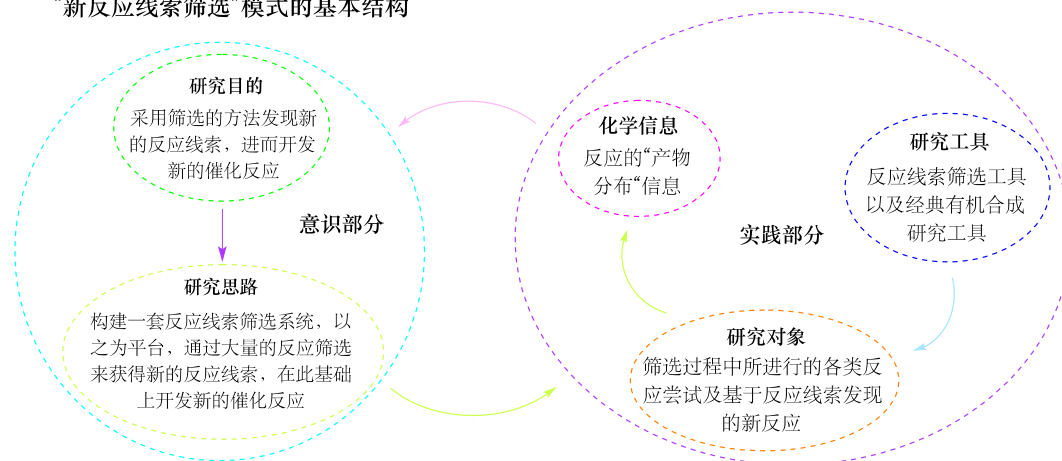 “新反应线索筛选”模式的基本结构
研究目的
采用筛选的方法发现新
的反应线索，进而开发
新的催化反应
意识部分
研究思路
构建一套反应线索筛选系统，以
之为平台，通过大量的反应筛选
来获得新的反应线索，在此基础
上开发新的催化反应
化学信息
反应的“产物
分布“信息
研究工具
反应线索筛选工具
以及经典有机合成
研究工具
实践部分
研究对象
筛选过程中所进行的各类反
应尝试及基于反应线索发现
的新反应